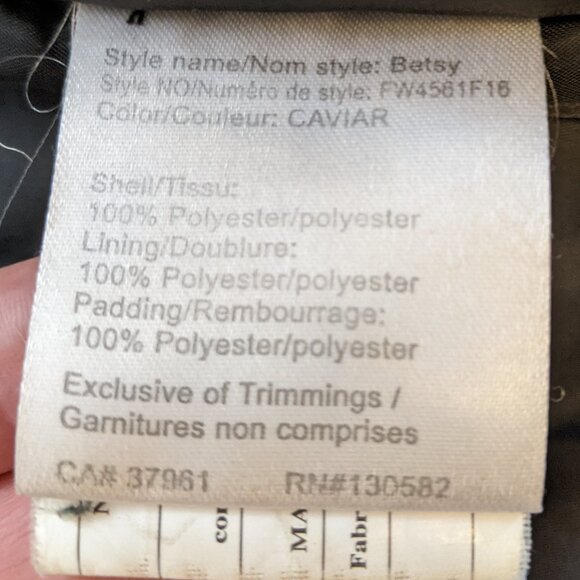 Style name/Nom style: Betsy
Style NO/Numéro de style: FW4561F16
Color/Couleur: CAVIAR
Shell/Tissu:
100% Polyester/polyester
Lining/Doublure:
100% Polyester/polyester
Padding/Rembourrage:
100% Polyester/polyester
Exclusive of Trimmings /
Garnitures non comprises
CA# 37961 RN#130582
MA
Fabr